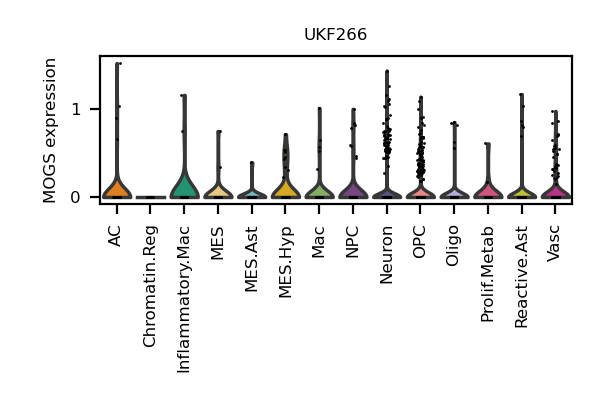 UKF266
MOGS expression
1
0
AC
Chromatin.Reg
Inflammatory.Mac
MES
MES.Ast
MES.Hyp
Mac
NPC
Neuron
OPC
Oligo
Prolif.Metab
Reactive.Ast
Vasc